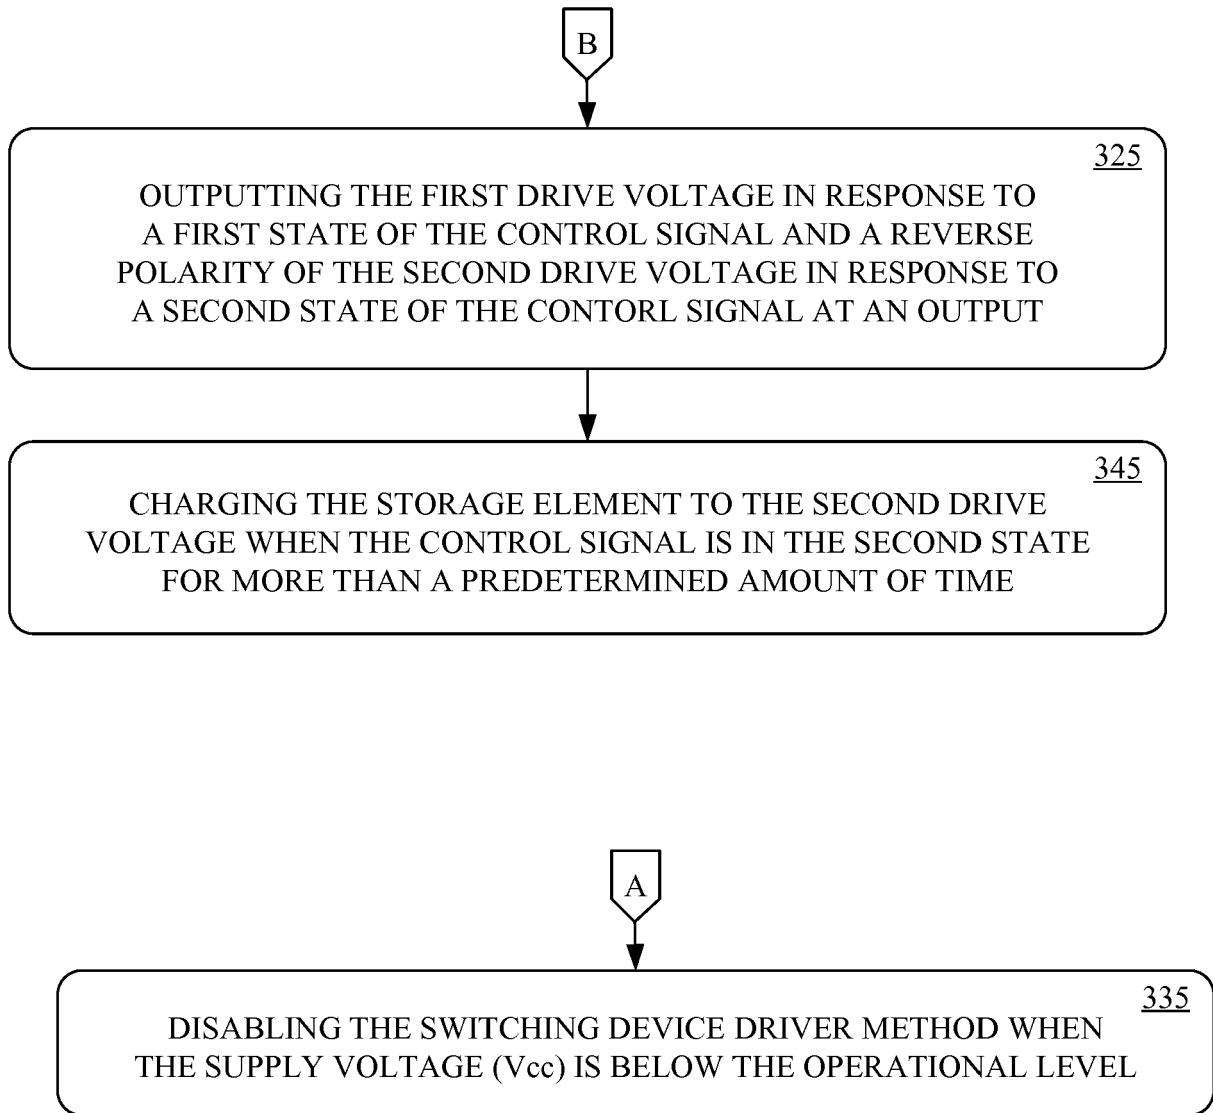 B
325
OUTPUTTING THE FIRST DRIVE VOLTAGE IN RESPONSE TO
A FIRST STATE OF THE CONTROL SIGNAL AND A REVERSE
POLARITY OF THE SECOND DRIVE VOLTAGE IN RESPONSE TO
A SECOND STATE OF THE CONTORL SIGNAL AT AN OUTPUT
345
CHARGING THE STORAGE ELEMENT TO THE SECOND DRIVE
VOLTAGE WHEN THE CONTROL SIGNAL IS IN THE SECOND STATE
FOR MORE THAN A PREDETERMINED AMOUNT OF TIME
A
335
DISABLING THE SWITCHING DEVICE DRIVER METHOD WHEN
THE SUPPLY VOLTAGE (Vcc) IS BELOW THE OPERATIONAL LEVEL